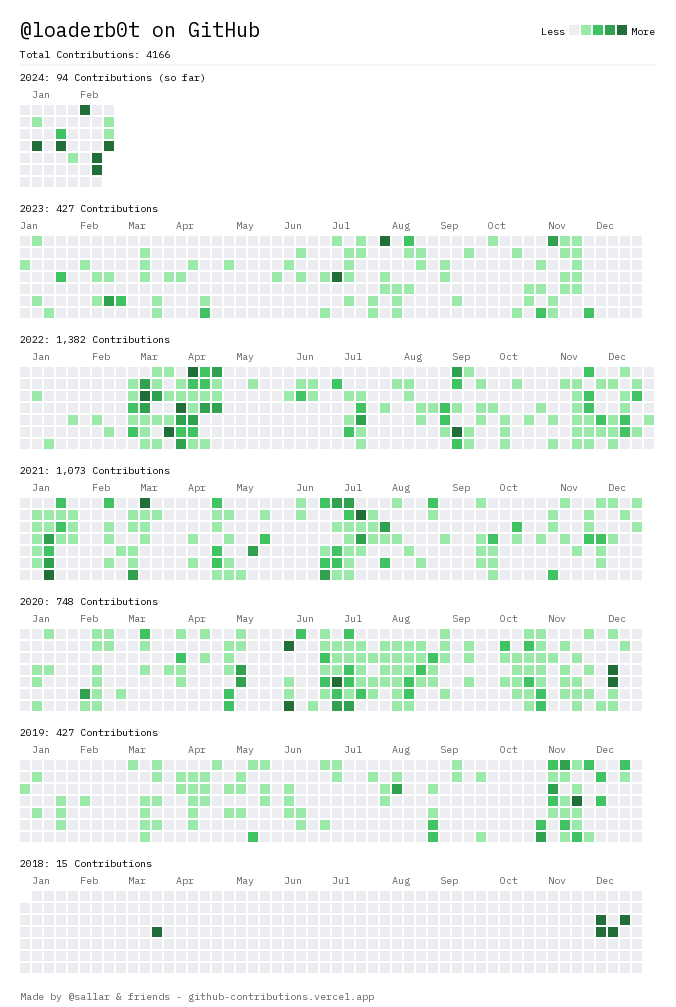 @loaderb0t on GitHub
Less More
Total Contributions: 4166
2024: 94 Contributions (so far)
Jan Feb
2023: 427 Contributions
Jan Feb Mar Apr May Jun Jul Aug Sep Oct Nov Dec
2022: 1,382 Contributions
Jan Feb Mar Apr May Jun Jul Aug Sep Oct Nov Dec
2021: 1,073 Contributions
Jan Feb Mar Apr May Jun Jul Aug Sep Oct Nov Dec
2020: 748 Contributions
Jan Feb Mar Apr May Jun Jul Aug Sep Oct Nov Dec
2019: 427 Contributions
Jan Feb Mar Apr May Jun Jul Aug Sep Oct Nov Dec
2018: 15 Contributions
Jan Feb Mar Apr May Jun Jul Aug Sep Oct Nov Dec
Made by @sallar & friends - github-contributions.vercel.app